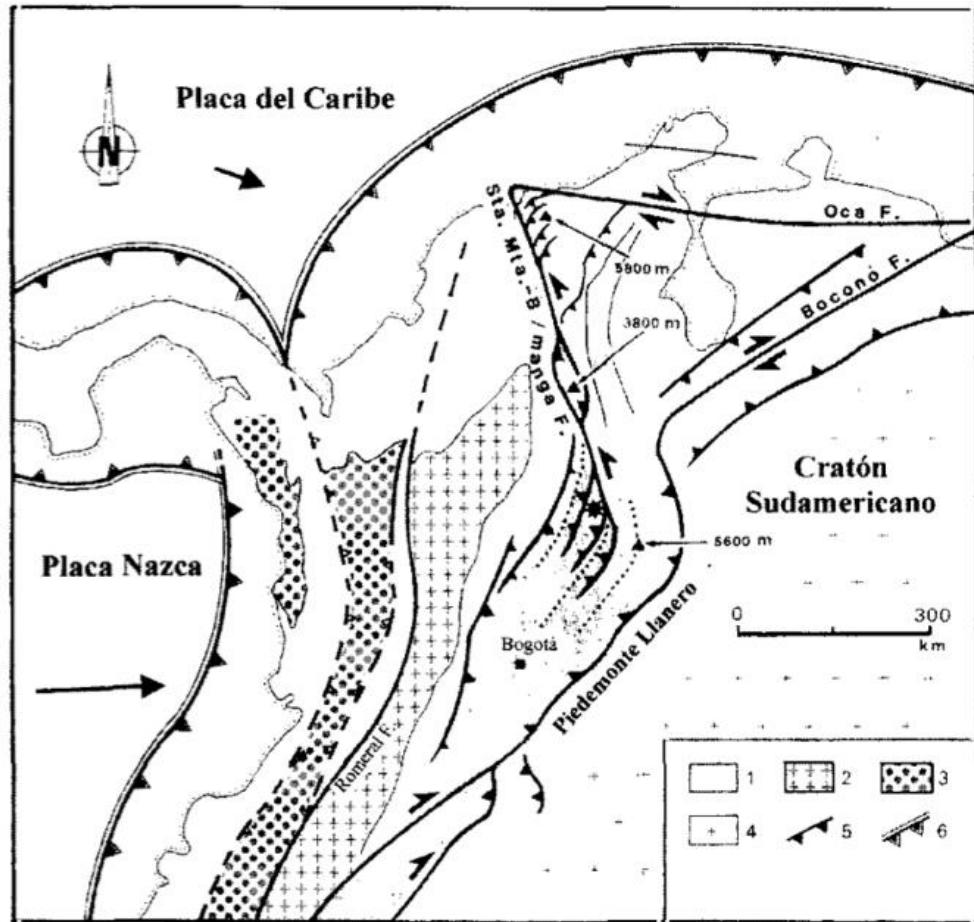 Placa del Caribe
N
Sta. Mta.-B/manga F.
Oca F.
5800 m
Boconó F.
3800 m
Cratón
Sudamericano
Placa Nazca
5600 m
0 300
km
Bogotá
Piedemonte Llanero
Romeral F.
1 2 3
4 5 6